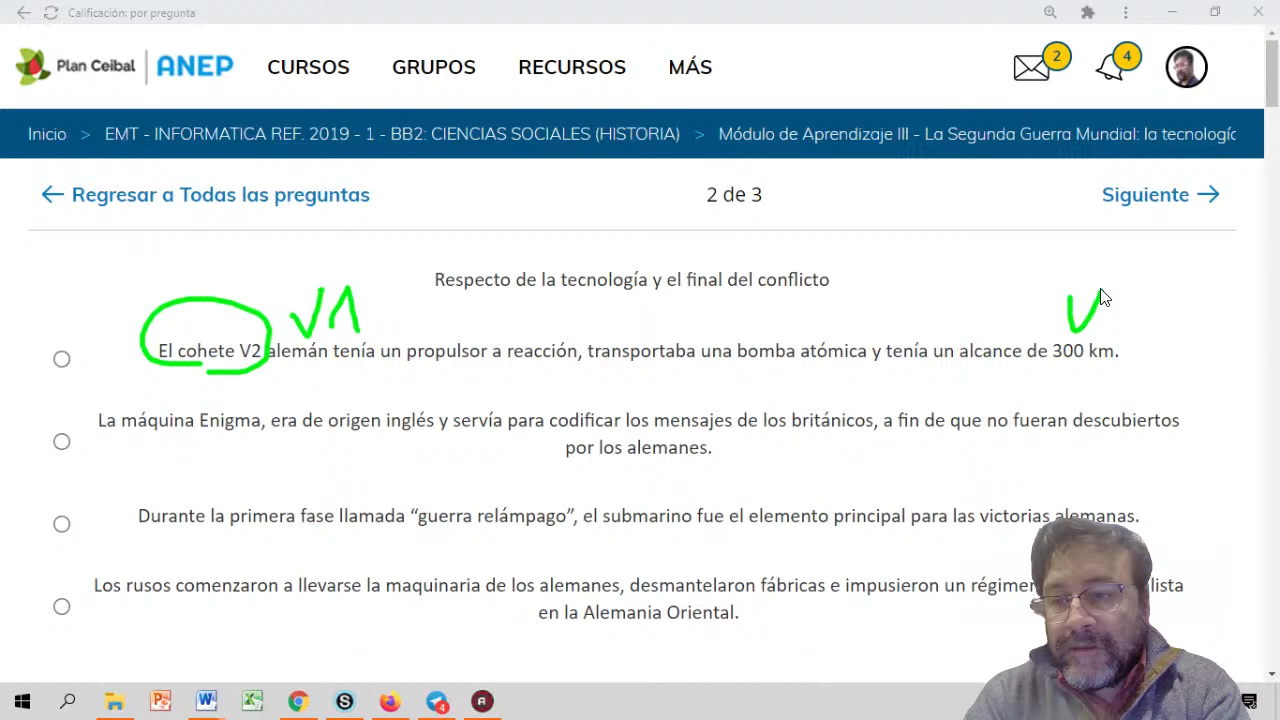 Calificación: por pregunta
Plan Ceibal ANEP CURSOS GRUPOS RECURSOS MÁS 2 4
Inicio > EMT - INFORMATICA REF. 2019 - 1 - BB2: CIENCIAS SOCIALES (HISTORIA) > Módulo de Aprendizaje III - La Segunda Guerra Mundial: la tecnología
← Regresar a Todas las preguntas 2 de 3 Siguiente →
Respecto de la tecnología y el final del conflicto
V1 V
El cohete V2 alemán tenía un propulsor a reacción, transportaba una bomba atómica y tenía un alcance de 300 km.
La máquina Enigma, era de origen inglés y servía para codificar los mensajes de los británicos, a fin de que no fueran descubiertos
por los alemanes.
Durante la primera fase llamada “guerra relámpago”, el submarino fue el elemento principal para las victorias alemanas.
Los rusos comenzaron a llevarse la maquinaria de los alemanes, desmantelaron fábricas e impusieron un régimen lista
en la Alemania Oriental.
4